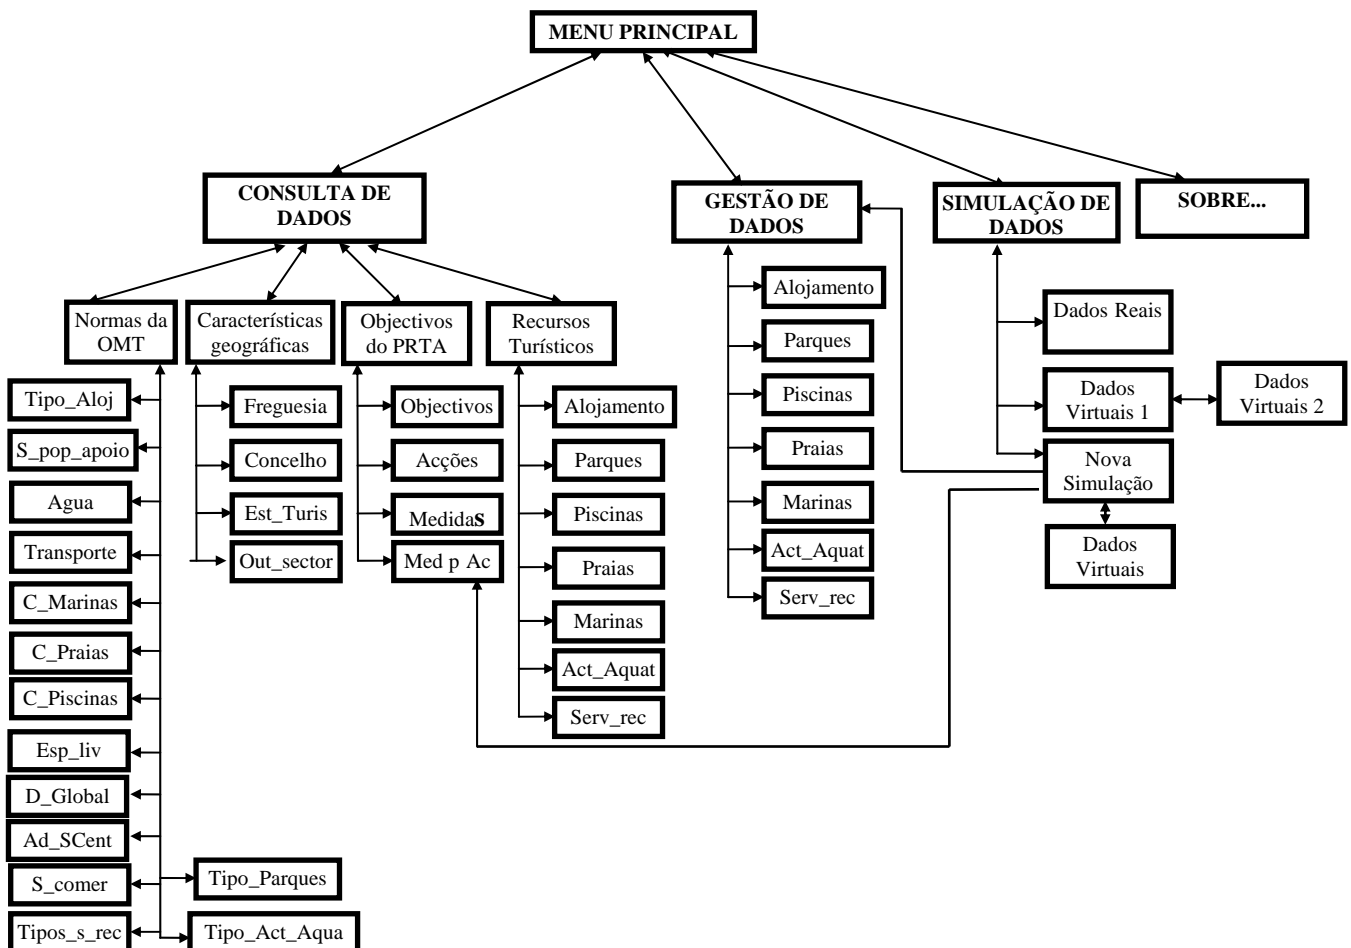 MENU PRINCIPAL
CONSULTA DE
DADOS
GESTÃO DE
DADOS
SIMULAÇÃO DE
DADOS
SOBRE...
Normas da
OMT
Características
geográficas
Objectivos
do PRTA
Recursos
Turísticos
Tipo_Aloj
S_pop_apoio
Agua
Transporte
C_Marinas
C_Praias
C_Piscinas
Esp_liv
D_Global
Ad_SCent
S_comer
Tipos_s_rec
Tipo_Parques
Tipo_Act_Aqua
Freguesia
Concelho
Est_Turis
Out_sector
Objectivos
Acções
Medidas
Med p Ac
Alojamento
Parques
Piscinas
Praias
Marinas
Act_Aquat
Serv_rec
Alojamento
Parques
Piscinas
Praias
Marinas
Act_Aquat
Serv_rec
Dados Reais
Dados
Virtuais 1
Dados
Virtuais 2
Nova
Simulação
Dados
Virtuais